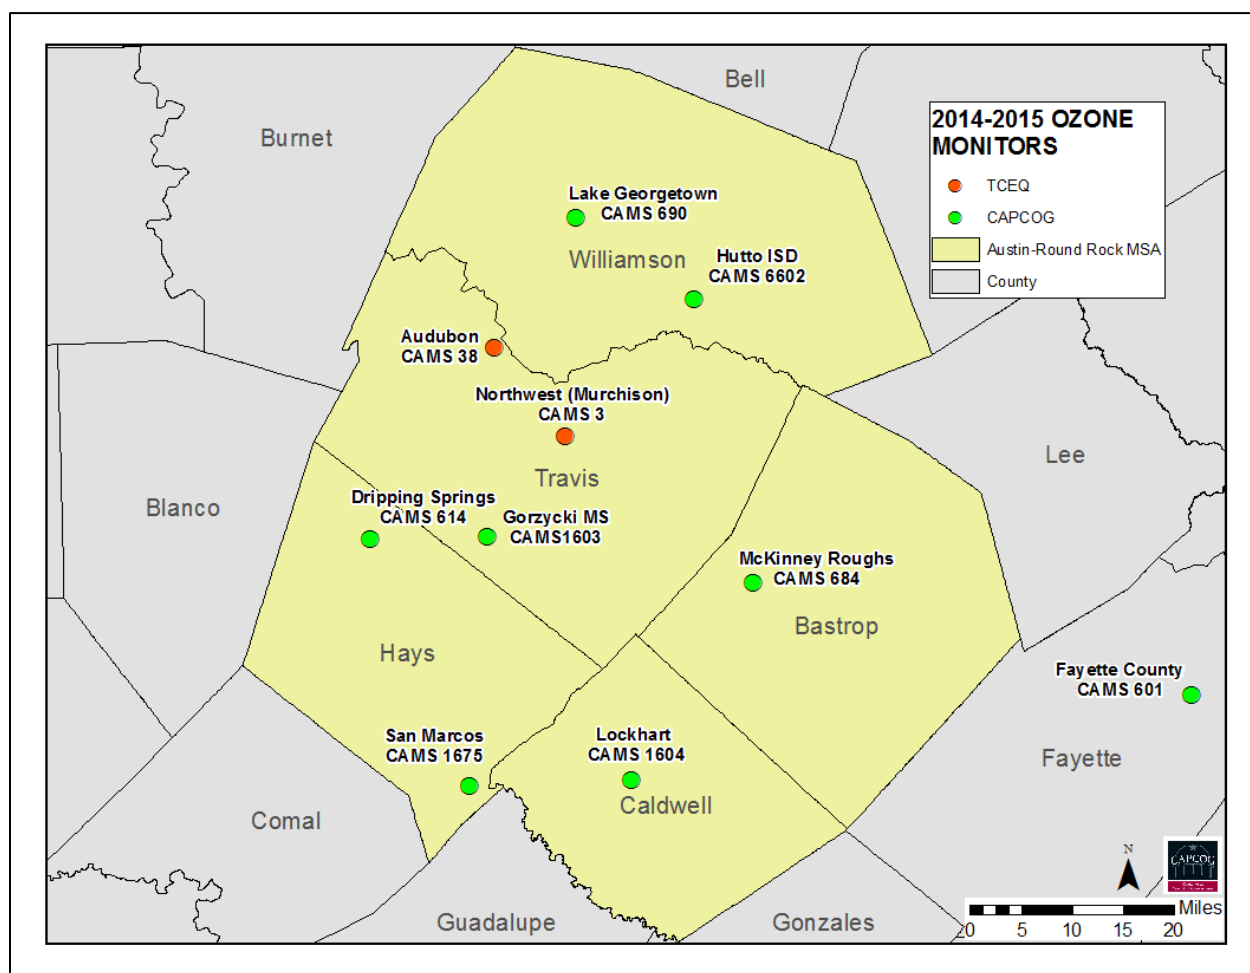 Bell
Burnet
2014-2015 OZONE
MONITORS
TCEQ
CAPCOG
Austin-Round Rock MSA
County
Lake Georgetown
CAMS 690
Williamson
Hutto ISD
CAMS 6602
Audubon
CAMS 38
Northwest (Murchison)
CAMS 3
Travis
Lee
Blanco
Dripping Springs
CAMS 614
Gorzycki MS
CAMS1603
McKinney Roughs
CAMS 684
Bastrop
Hays
Fayette County
CAMS 601
San Marcos
CAMS 1675
Lockhart
CAMS 1604
Caldwell
Fayette
Comal
Guadalupe
Gonzales
N
CAPCOG
Miles
0 5 10 15 20